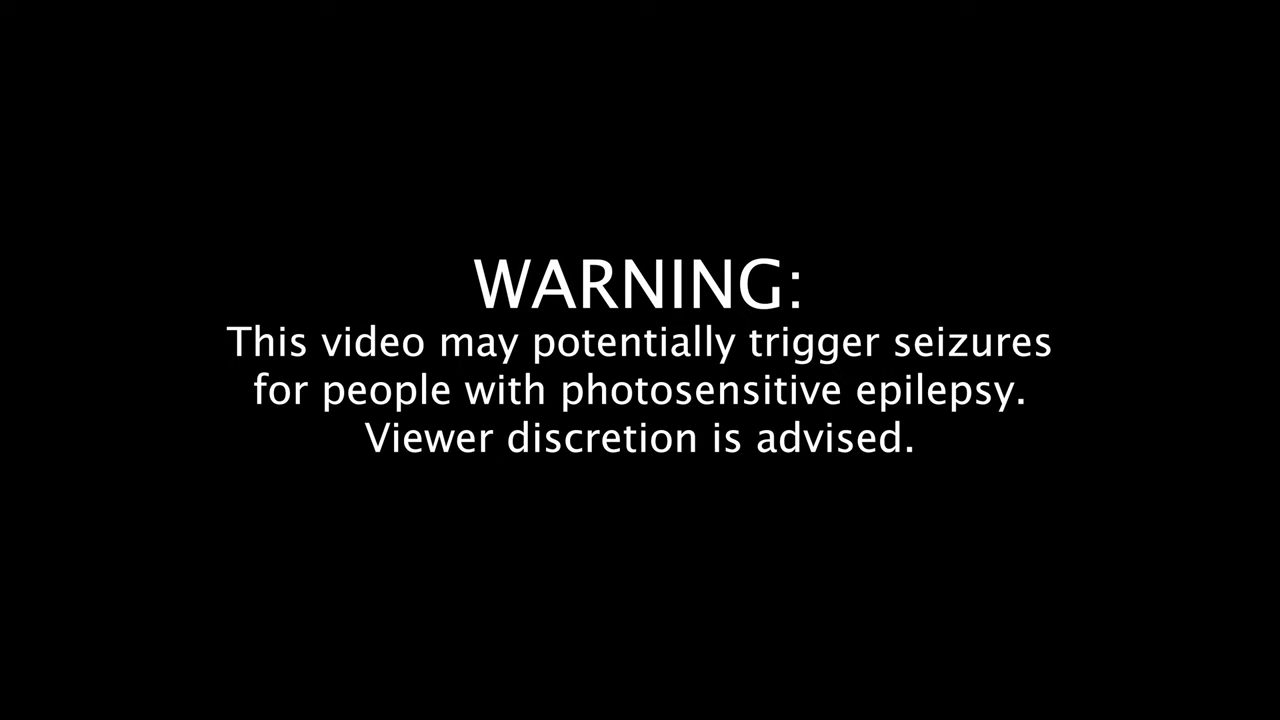 WARNING:
This video may potentially trigger seizures
for people with photosensitive epilepsy.
Viewer discretion is advised.